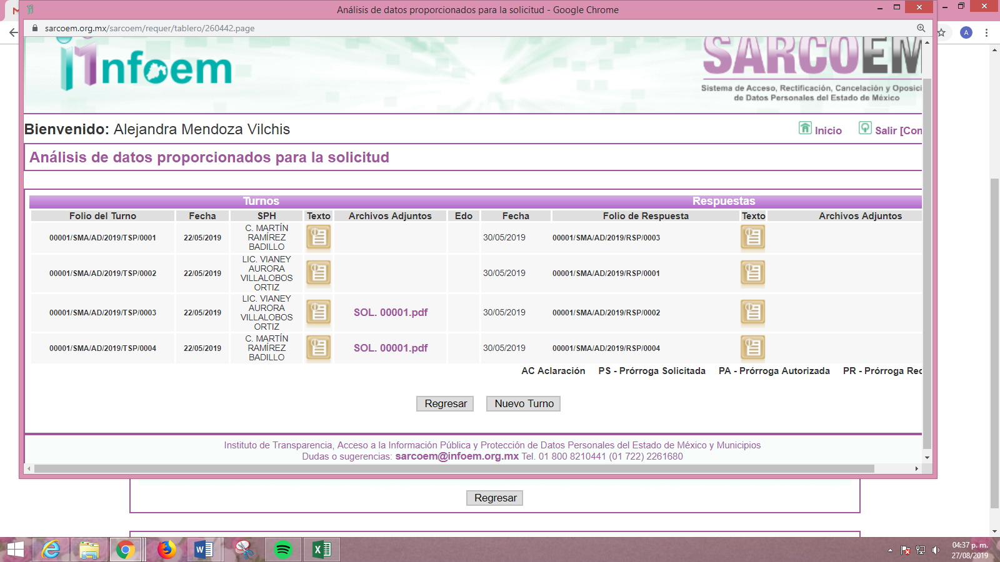 Análisis de datos proporcionados para la solicitud - Google Chrome
sarcoem.org.mx/sarcoem/requer/tablero/260442.page
A
infoem
SARCOEM
Sistema de Acceso, Rectificación, Cancelación y Oposici
de Datos Personales del Estado de México
Bienvenido: Alejandra Mendoza Vilchis
Inicio
Salir [Con
Análisis de datos proporcionados para la solicitud
Turnos Respuestas
Folio del Turno Fecha SPH Texto Archivos Adjuntos Edo Fecha Folio de Respuesta Texto Archivos Adjuntos
00001/SMA/AD/2019/TSP/0001 22/05/2019 C. MARTÍN
RAMÍREZ
BADILLO
30/05/2019 00001/SMA/AD/2019/RSP/0003
00001/SMA/AD/2019/TSP/0002 22/05/2019 LIC. VIANEY
AURORA
VILLALOBOS
ORTIZ
30/05/2019 00001/SMA/AD/2019/RSP/0001
00001/SMA/AD/2019/TSP/0003 22/05/2019 LIC. VIANEY
AURORA
VILLALOBOS
ORTIZ
SOL. 00001.pdf 30/05/2019 00001/SMA/AD/2019/RSP/0002
00001/SMA/AD/2019/TSP/0004 22/05/2019 C. MARTÍN
RAMÍREZ
BADILLO
SOL. 00001.pdf 30/05/2019 00001/SMA/AD/2019/RSP/0004
AC Aclaración PS - Prórroga Solicitada PA - Prórroga Autorizada PR - Prórroga Rec
Regresar Nuevo Turno
Instituto de Transparencia, Acceso a la Información Pública y Protección de Datos Personales del Estado de México y Municipios
Dudas o sugerencias: sarcoem@infoem.org.mx Tel. 01 800 8210441 (01 722) 2261680
Regresar
04:37 p. m.
27/08/2019